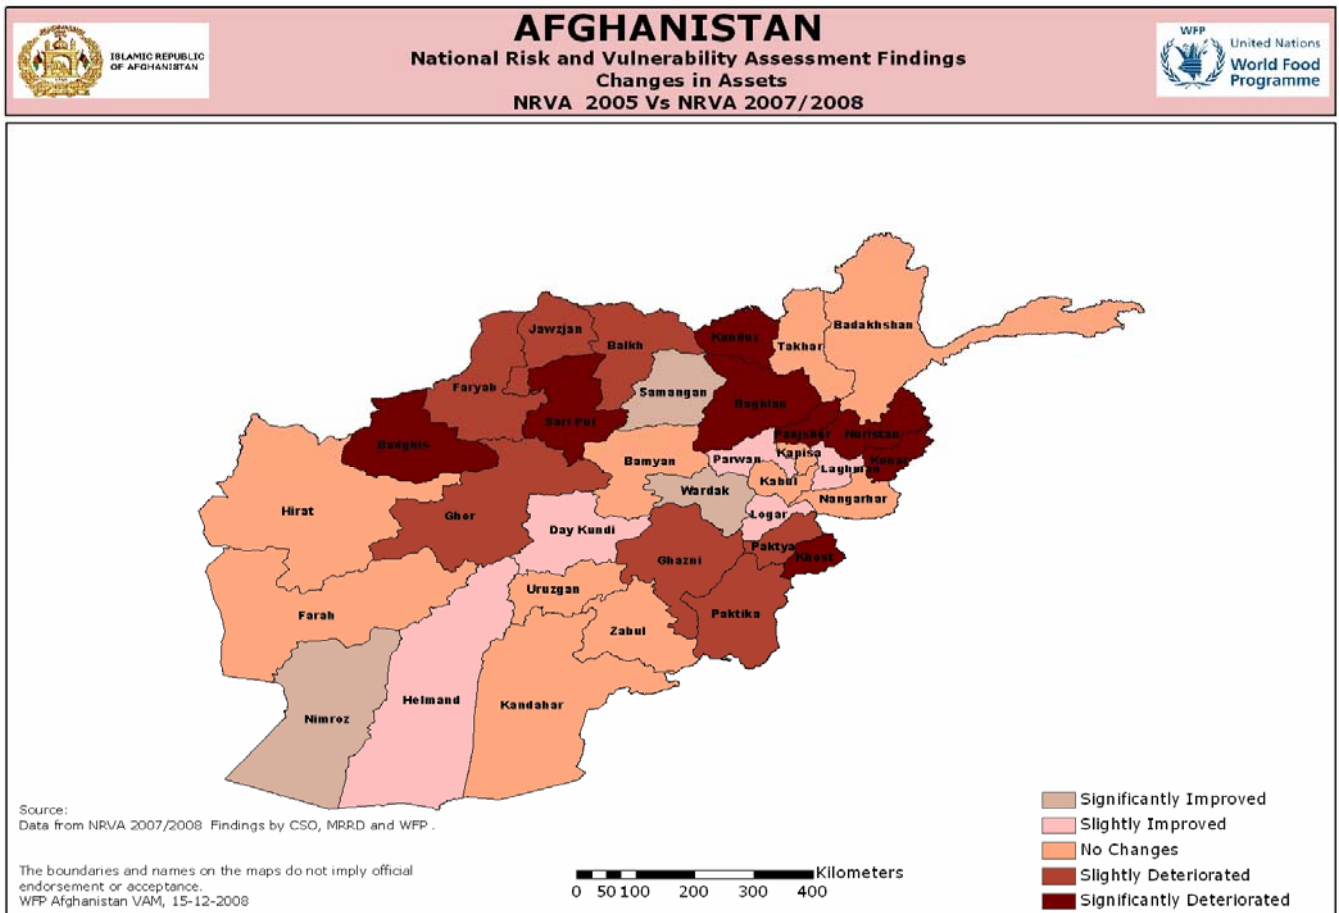 AFGHANISTAN
National Risk and Vulnerability Assessment Findings
Changes in Assets
NRVA 2005 Vs NRVA 2007/2008
ISLAMIC REPUBLIC
OF AFGHANISTAN
WFP
United Nations
World Food
Programme
Badakhshan
Jawzjan
Kunduz
Balkh
Takhar
Faryab
Samangan
Baghlan
Sari Pul
Panjsher
Nuristan
Badghis
Kapisa
Kunar
Parwan
Bamyan
Laghman
Kabul
Wardak
Nangarhar
Hirat
Ghor
Logar
Day Kundi
Paktya
Khost
Ghazni
Uruzgan
Farah
Paktika
Zabul
Helmand
Kandahar
Nimroz
Source:
Data from NRVA 2007/2008 Findings by CSO, MRRD and WFP .
The boundaries and names on the maps do not imply official
endorsement or acceptance.
WFP Afghanistan VAM, 15-12-2008
Kilometers
0 50 100 200 300 400
Significantly Improved
Slightly Improved
No Changes
Slightly Deteriorated
Significantly Deteriorated